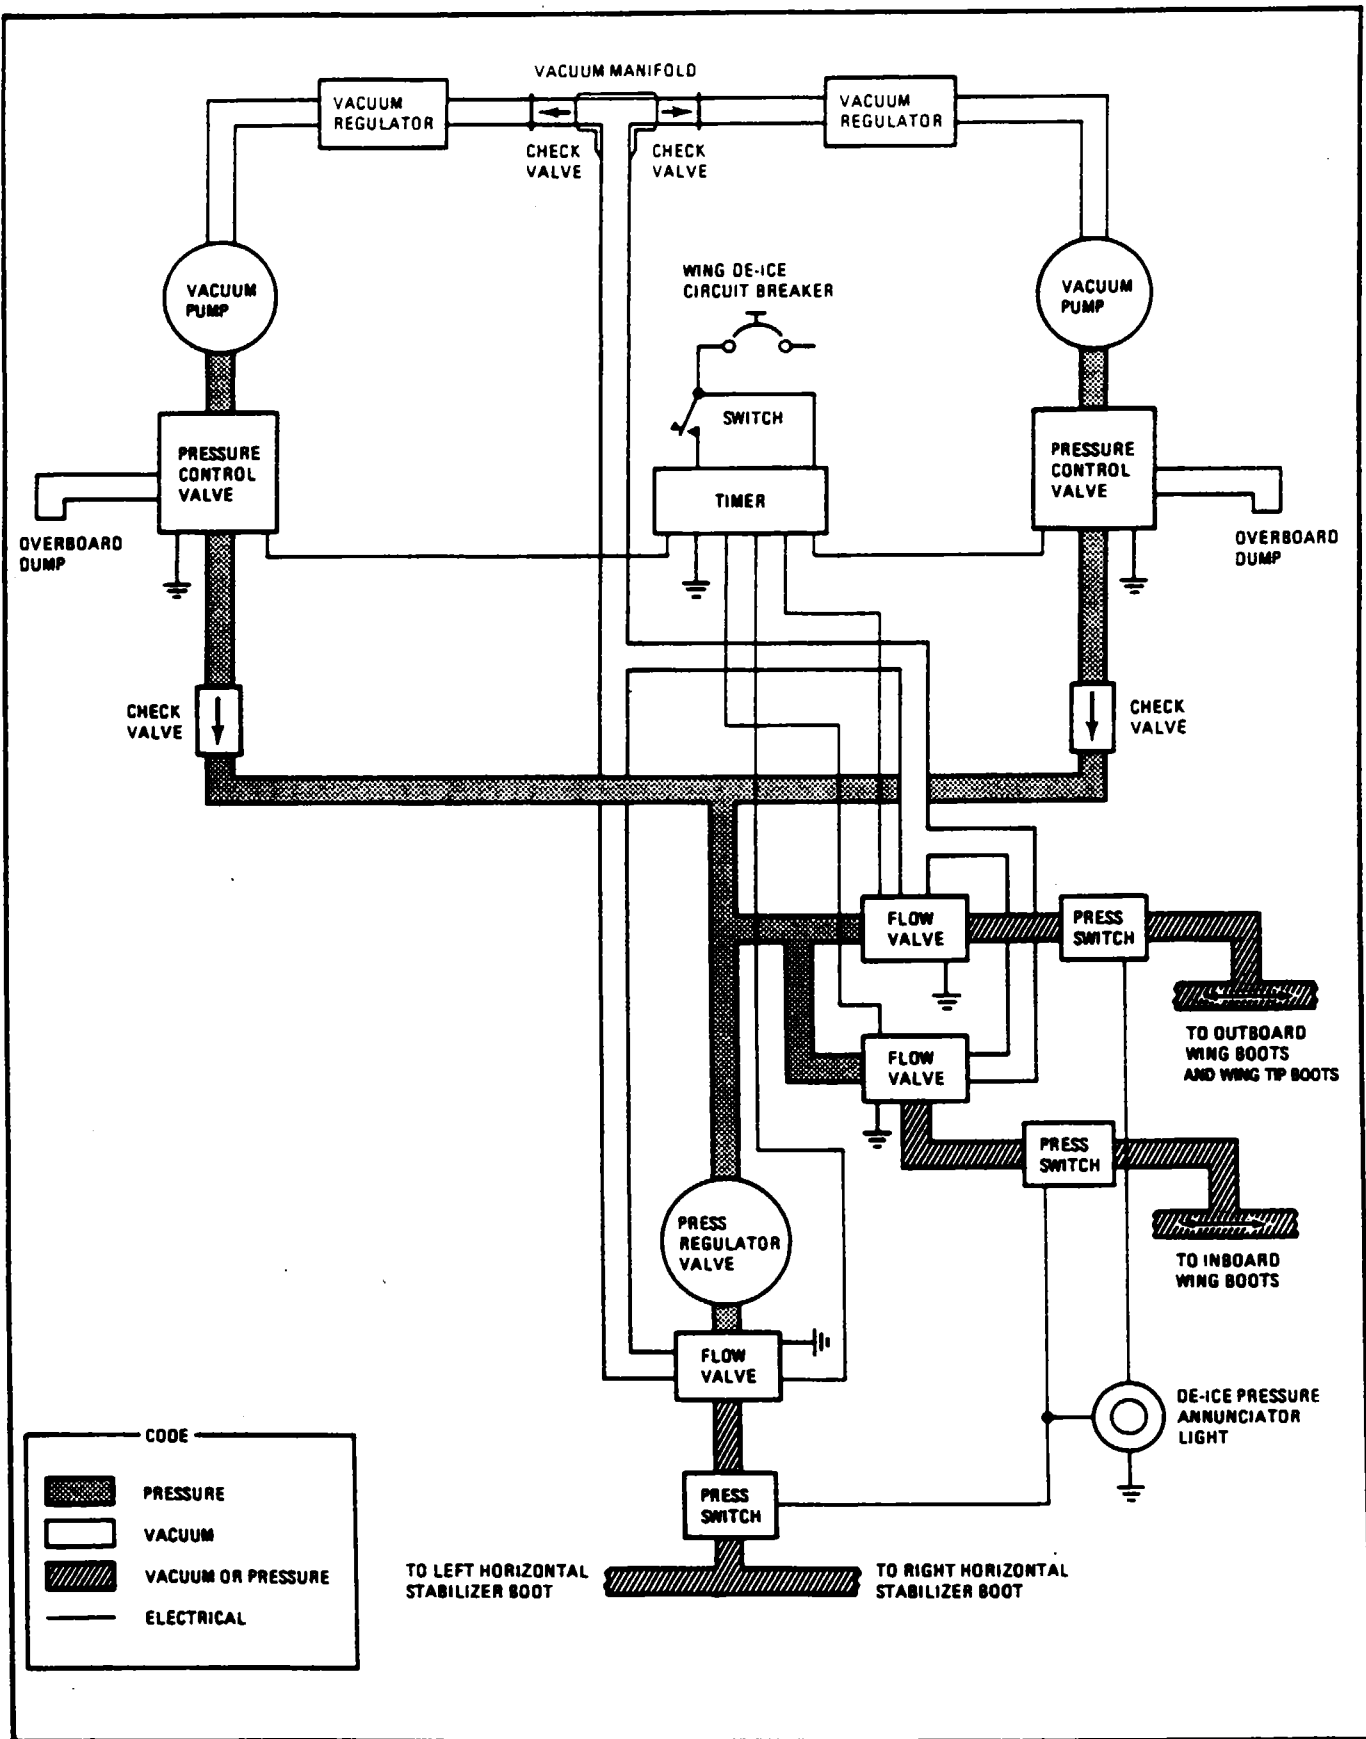 VACUUM MANIFOLD
VACUUM
REGULATOR
VACUUM
REGULATOR
CHECK
VALVE
CHECK
VALVE
VACUUM
PUMP
WING DE-ICE
CIRCUIT BREAKER
VACUUM
PUMP
SWITCH
PRESSURE
CONTROL
VALVE
TIMER
PRESSURE
CONTROL
VALVE
OVERBOARD
DUMP
OVERBOARD
DUMP
CHECK
VALVE
CHECK
VALVE
FLOW
VALVE
PRESS
SWITCH
TO OUTBOARD
WING BOOTS
AND WING TIP BOOTS
FLOW
VALVE
PRESS
SWITCH
TO INBOARD
WING BOOTS
PRESS
REGULATOR
VALVE
FLOW
VALVE
DE-ICE PRESSURE
ANNUNCIATOR
LIGHT
PRESS
SWITCH
TO LEFT HORIZONTAL
STABILIZER BOOT
TO RIGHT HORIZONTAL
STABILIZER BOOT
CODE
PRESSURE
VACUUM
VACUUM OR PRESSURE
ELECTRICAL